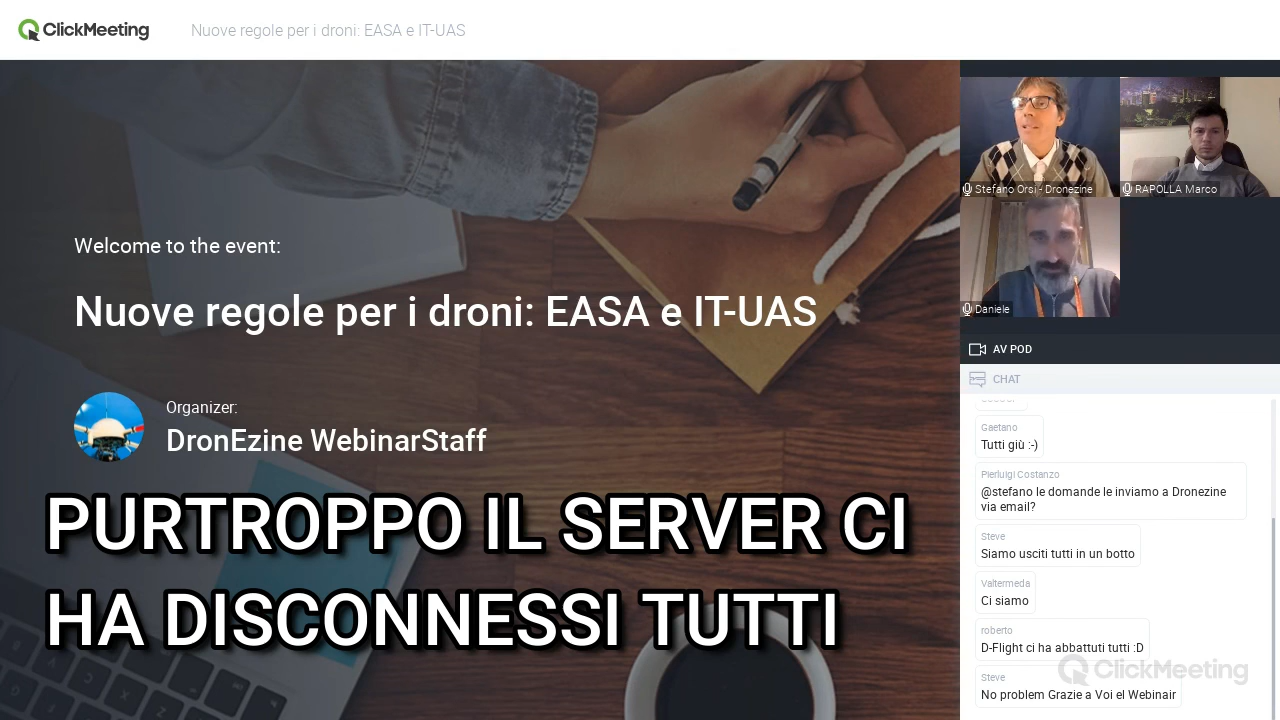 ClickMeeting
Nuove regole per i droni: EASA e IT-UAS
Welcome to the event:
Nuove regole per i droni: EASA e IT-UAS
Organizer:
DronEzine WebinarStaff
PURTROPPO IL SERVER CI
HA DISCONNESSI TUTTI
Stefano Orsi - Dronezine
RAPOLLA Marco
Daniele
AV POD
CHAT
Gaetano
Tutti giù :-)
Pierluigi Costanzo
@stefano le domande le inviamo a Dronezine
via email?
Steve
Siamo usciti tutti in un botto
Valtermeda
Ci siamo
roberto
D-Flight ci ha abbattuti tutti :D
Steve
No problem Grazie a Voi el Webinair
ClickMeeting